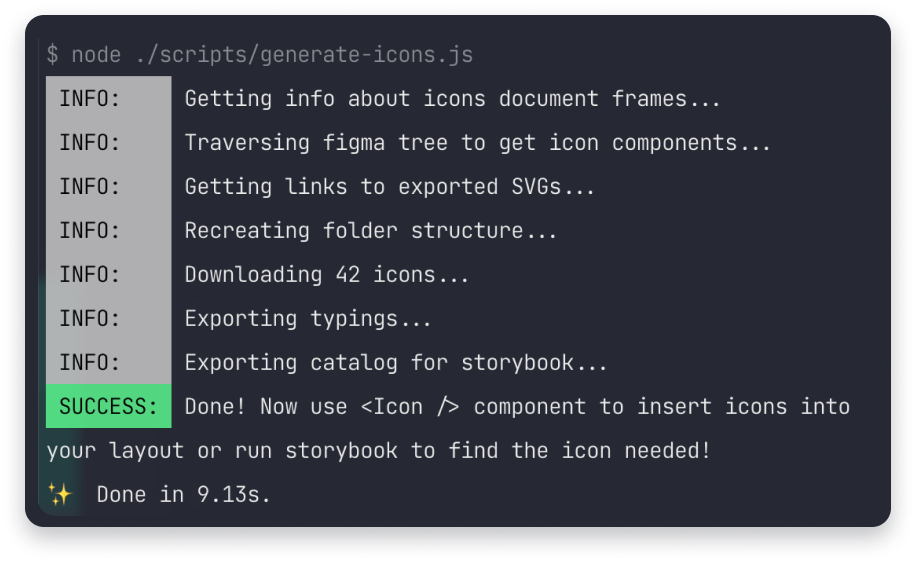 $ node ./scripts/generate-icons.js
INFO: Getting info about icons document frames...
INFO: Traversing figma tree to get icon components...
INFO: Getting links to exported SVGs...
INFO: Recreating folder structure...
INFO: Downloading 42 icons...
INFO: Exporting typings...
INFO: Exporting catalog for storybook...
SUCCESS: Done! Now use <Icon /> component to insert icons into
your layout or run storybook to find the icon needed!
✨ Done in 9.13s.